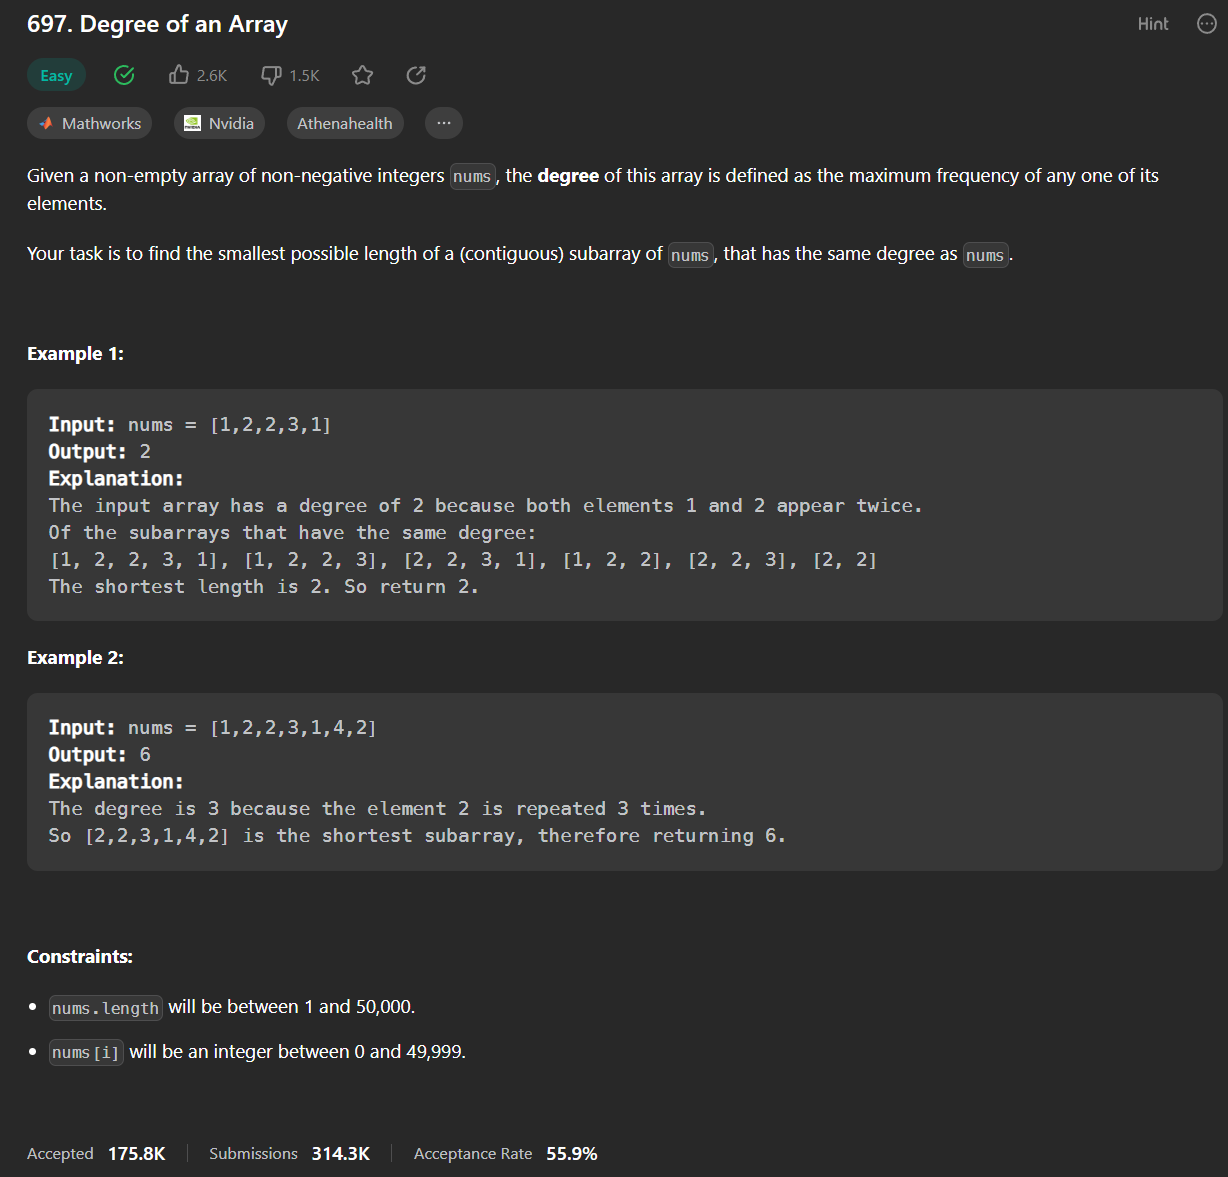 697. Degree of an Array
Hint
Easy
2.6K
1.5K
Mathworks
Nvidia
Athenahealth
...
Given a non-empty array of non-negative integers nums, the degree of this array is defined as the maximum frequency of any one of its
elements.
Your task is to find the smallest possible length of a (contiguous) subarray of nums, that has the same degree as nums.
Example 1:
Input: nums = [1,2,2,3,1]
Output: 2
Explanation:
The input array has a degree of 2 because both elements 1 and 2 appear twice.
Of the subarrays that have the same degree:
[1, 2, 2, 3, 1], [1, 2, 2, 3], [2, 2, 3, 1], [1, 2, 2], [2, 2, 3], [2, 2]
The shortest length is 2. So return 2.
Example 2:
Input: nums = [1,2,2,3,1,4,2]
Output: 6
Explanation:
The degree is 3 because the element 2 is repeated 3 times.
So [2,2,3,1,4,2] is the shortest subarray, therefore returning 6.
Constraints:
• nums.length will be between 1 and 50,000.
• nums[i] will be an integer between 0 and 49,999.
Accepted 175.8K Submissions 314.3K Acceptance Rate 55.9%